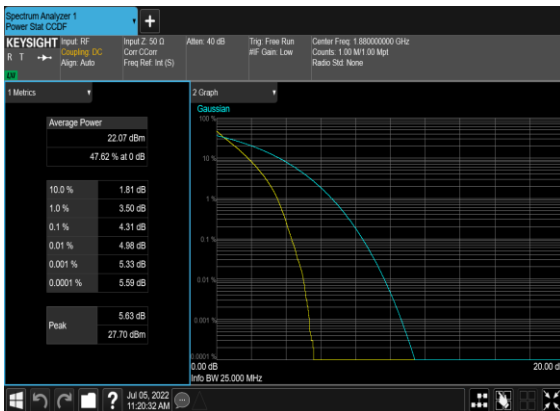 Spectrum Analyzer 1
Power Stat CCDF
+
KEYSIGHT
R T
LV
Input: RF
Coupling: DC
Align: Auto
Input Z: 50 Ω
Corr CCorr
Freq Ref: Int (S)
Atten: 40 dB
Trig: Free Run
#IF Gain: Low
Center Freq: 1.880000000 GHz
Counts: 1.00 M/1.00 Mpt
Radio Std: None
1 Metrics
Average Power
22.07 dBm
47.62 % at 0 dB
10.0 % 1.81 dB
1.0 % 3.50 dB
0.1 % 4.31 dB
0.01 % 4.98 dB
0.001 % 5.33 dB
0.0001 % 5.59 dB
Peak
5.63 dB
27.70 dBm
2 Graph
Gaussian
100 %
10 %
1 %
0.1 %
0.01 %
0.001 %
0.0001 %
0.00 dB
20.00 d
Info BW 25.000 MHz
?
Jul 05, 2022
11:20:32 AM